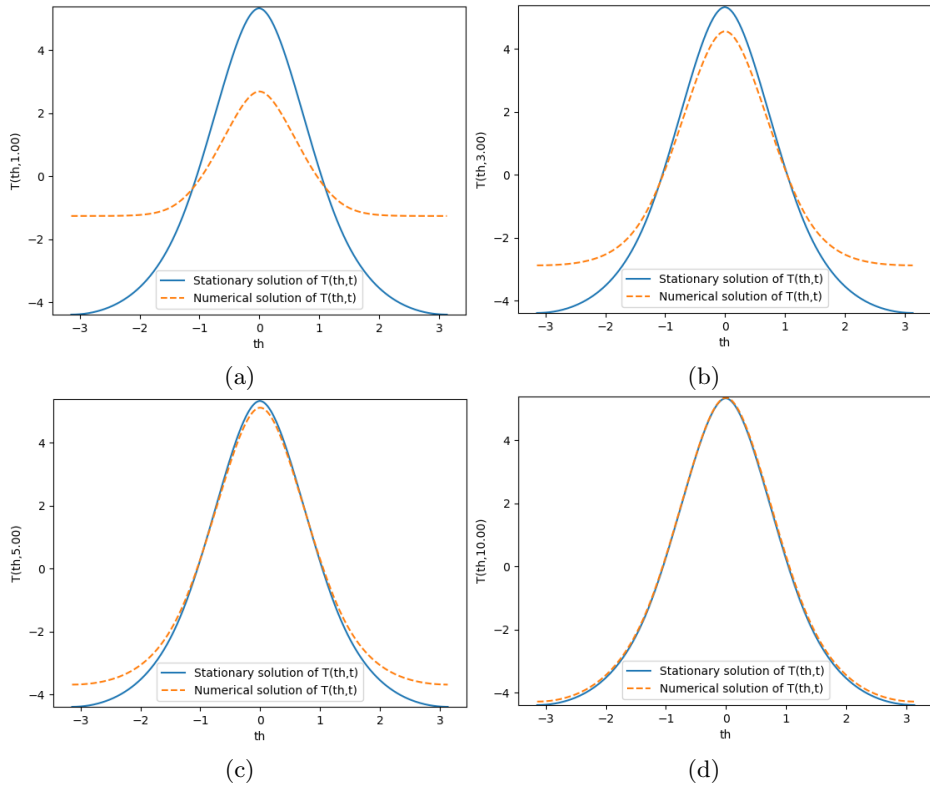 4
2
0
−2
−4
T(th,1.00)
Stationary solution of T(th,t)
Numerical solution of T(th,t)
−3 −2 −1 0 1 2 3
th
(a)
4
2
0
−2
−4
T(th,3.00)
Stationary solution of T(th,t)
Numerical solution of T(th,t)
−3 −2 −1 0 1 2 3
th
(b)
4
2
0
−2
−4
T(th,5.00)
Stationary solution of T(th,t)
Numerical solution of T(th,t)
−3 −2 −1 0 1 2 3
th
(c)
4
2
0
−2
−4
T(th,10.00)
Stationary solution of T(th,t)
Numerical solution of T(th,t)
−3 −2 −1 0 1 2 3
th
(d)